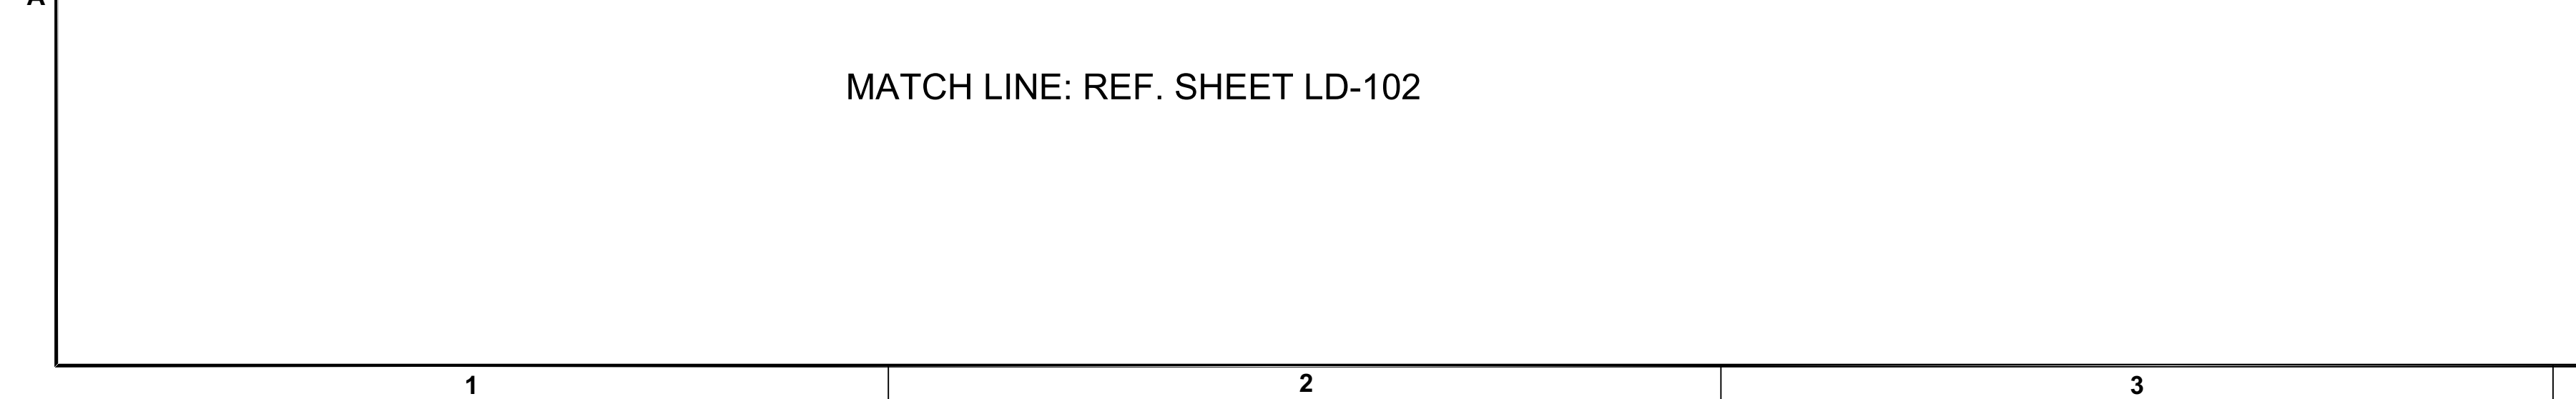 A
MATCH LINE: REF. SHEET LD-102
1 2 3